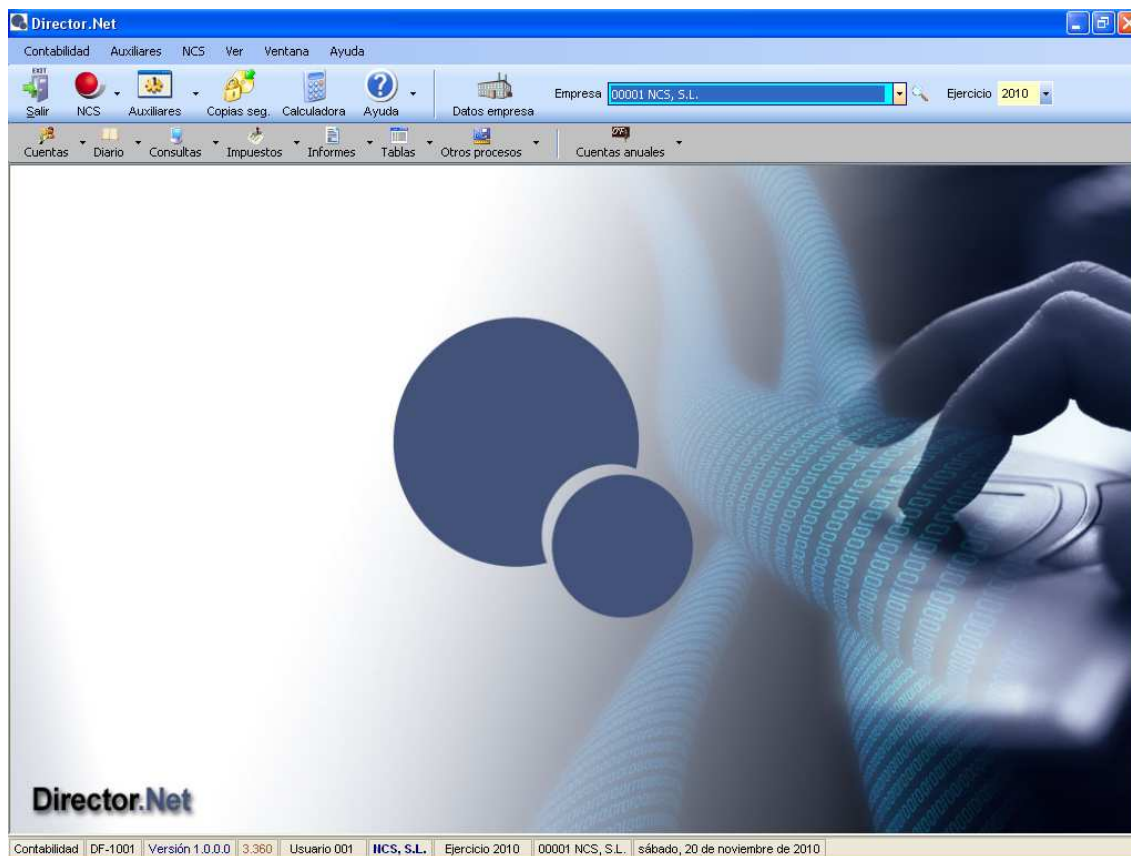 Director.Net
Contabilidad Auxiliares NCS Ver Ventana Ayuda
EXIT
Salir NCS Auxiliares Copias seg. Calculadora Ayuda Datos empresa Empresa 00001 NCS, S.L. Ejercicio 2010
Cuentas Diario Consultas Impuestos Informes Tablas Otros procesos Cuentas anuales
Director.Net
Contabilidad DF-1001 Versión 1.0.0.0 3.360 Usuario 001 NCS, S.L. Ejercicio 2010 00001 NCS, S.L. sábado, 20 de noviembre de 2010